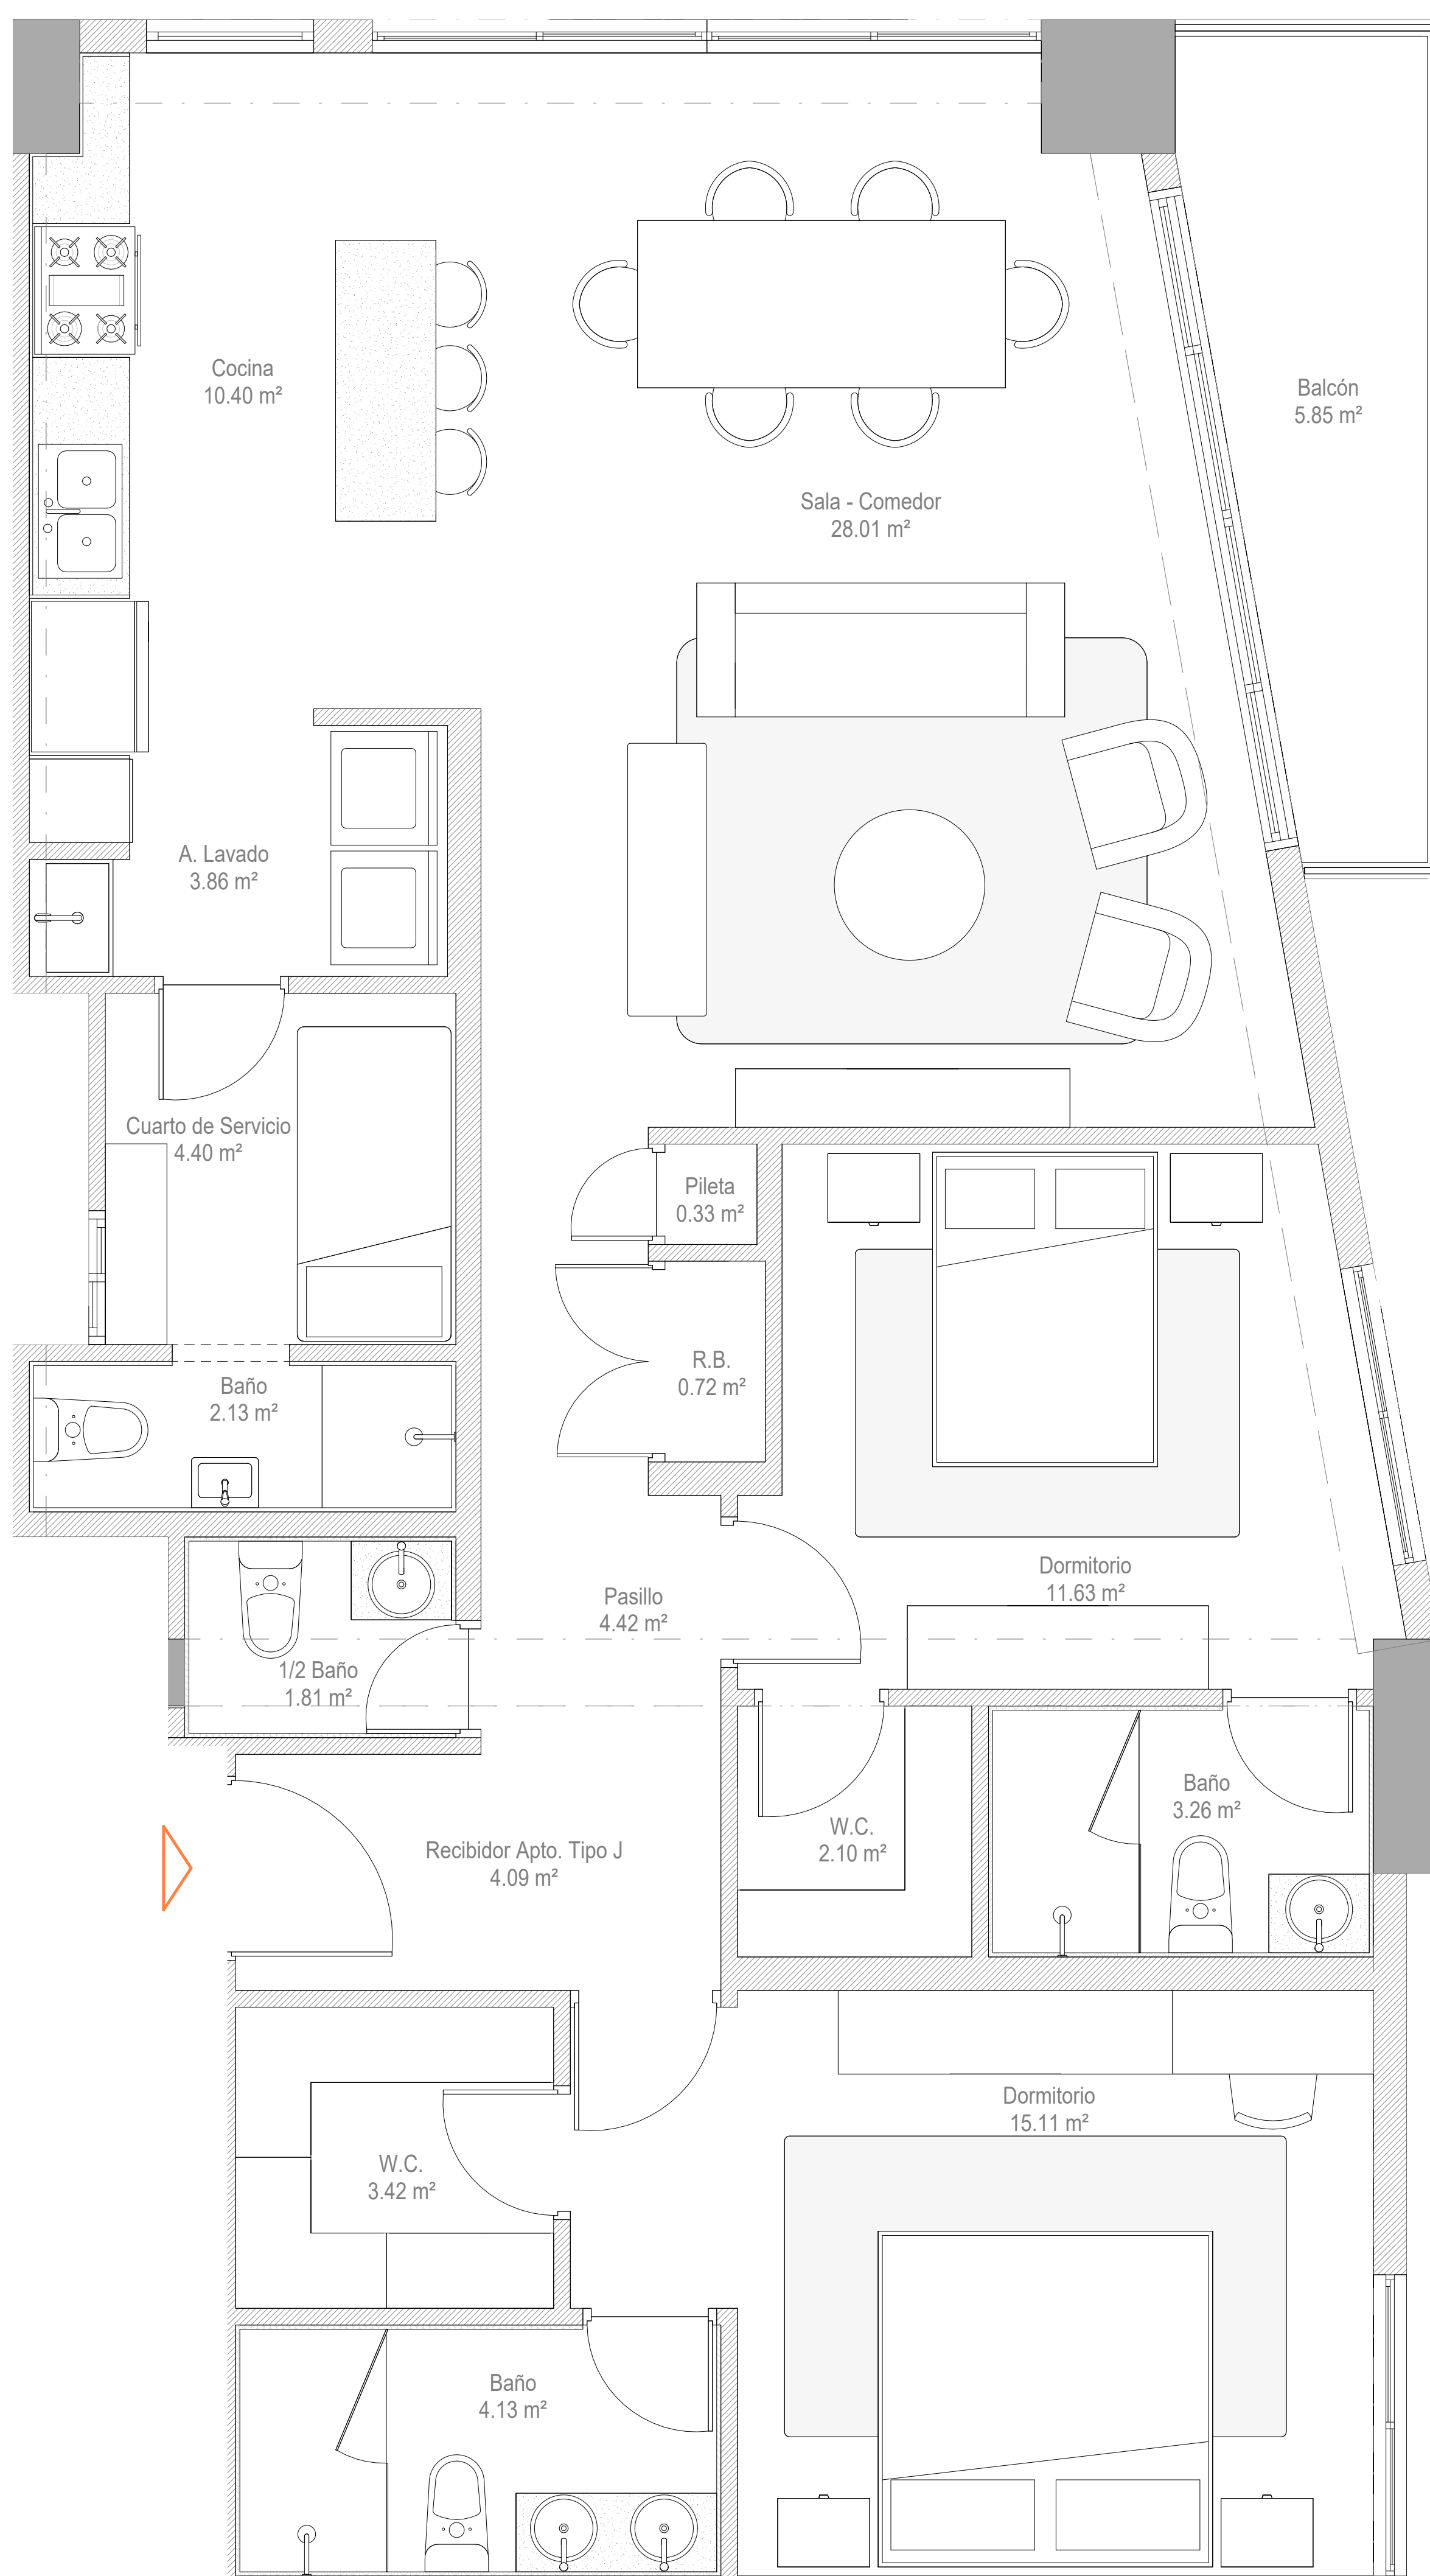 Cocina
10.40 m²
Balcón
5.85 m²
Sala - Comedor
28.01 m²
A. Lavado
3.86 m²
Cuarto de Servicio
4.40 m²
Pileta
0.33 m²
R.B.
0.72 m²
Baño
2.13 m²
Dormitorio
11.63 m²
Pasillo
4.42 m²
1/2 Baño
1.81 m²
Baño
3.26 m²
W.C.
2.10 m²
Recibidor Apto. Tipo J
4.09 m²
Dormitorio
15.11 m²
W.C.
3.42 m²
Baño
4.13 m²